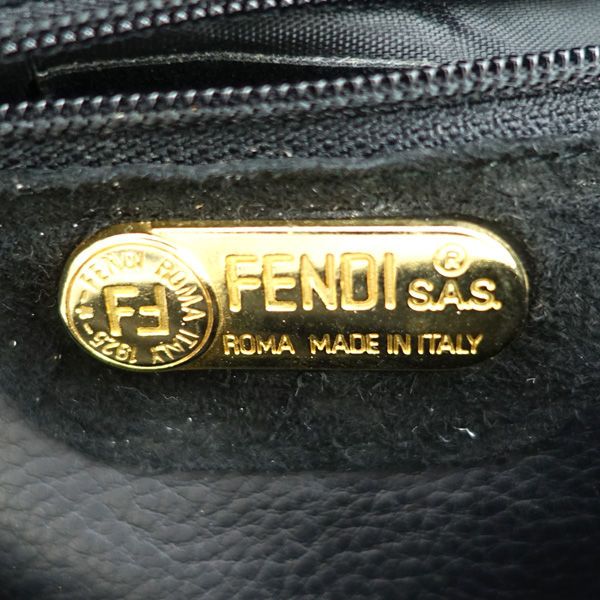 FENDI ROMA, ITALY 1925
FF
FENDI® S.A.S.
ROMA MADE IN ITALY